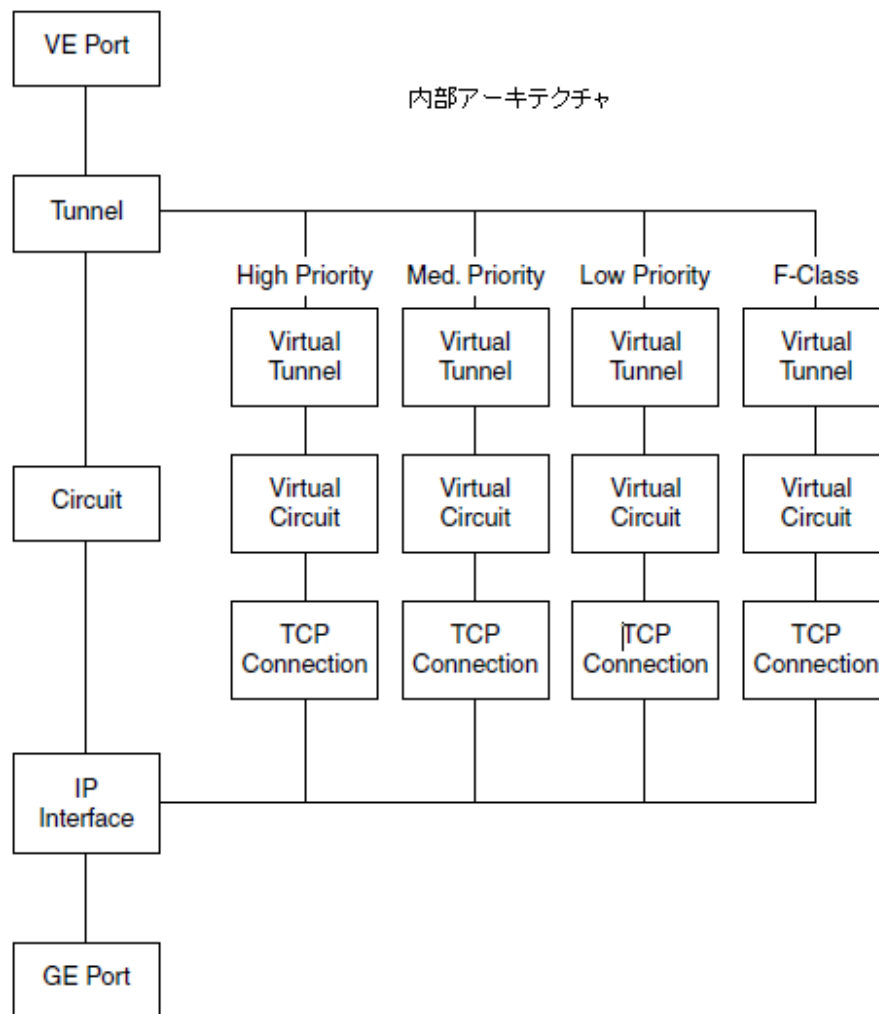 VE Port
内部アーキテクチャ
Tunnel
High Priority
Med. Priority
Low Priority
F-Class
Virtual
Tunnel
Virtual
Tunnel
Virtual
Tunnel
Virtual
Tunnel
Circuit
Virtual
Circuit
Virtual
Circuit
Virtual
Circuit
Virtual
Circuit
TCP
Connection
TCP
Connection
TCP
Connection
TCP
Connection
IP
Interface
GE Port